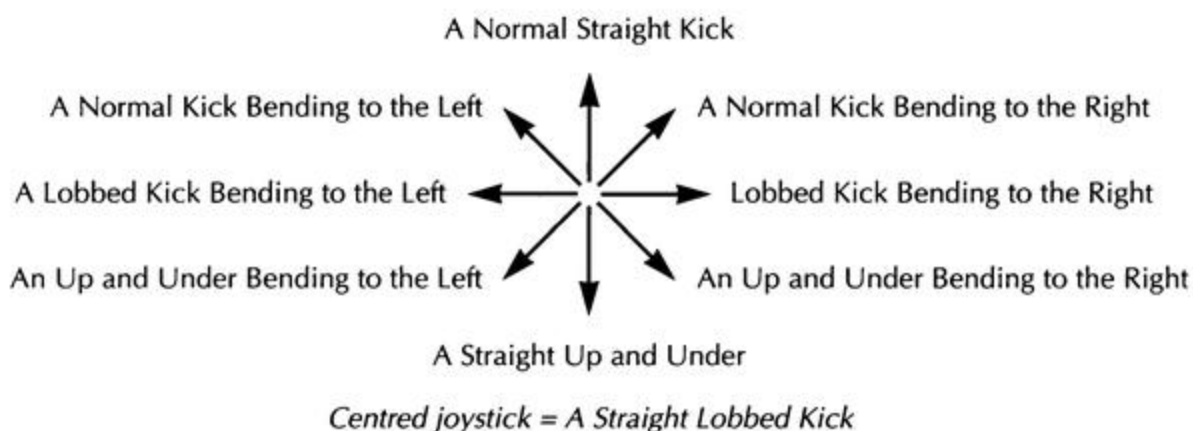 A Normal Straight Kick
A Normal Kick Bending to the Left
A Normal Kick Bending to the Right
A Lobbed Kick Bending to the Left
Lobbed Kick Bending to the Right
An Up and Under Bending to the Left
An Up and Under Bending to the Right
A Straight Up and Under
Centred joystick = A Straight Lobbed Kick